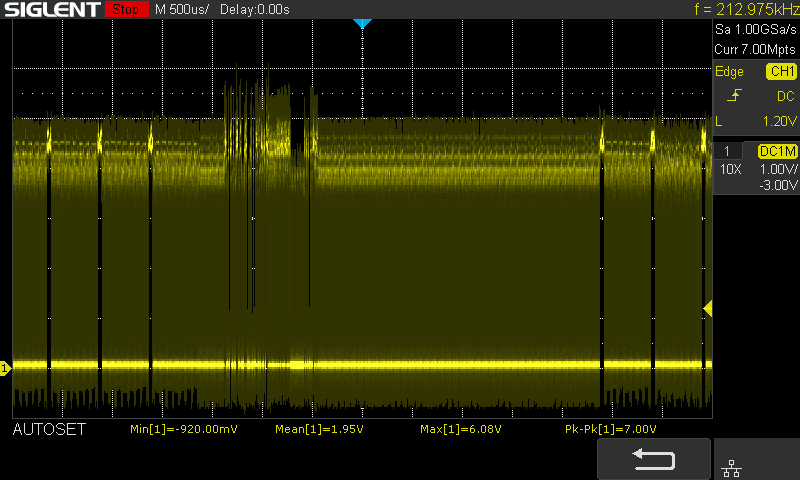 SIGLENT Stop M 500us/ Delay:0.00s f = 212.975kHz
Sa 1.00GSa/s
Curr 7.00Mpts
Edge CH1
DC
L 1.20V
1 DC1M
10X 1.00V/
-3.00V
1
AUTOSET Min[1]=-920.00mV Mean[1]=1.95V Max[1]=6.08V Pk-Pk[1]=7.00V